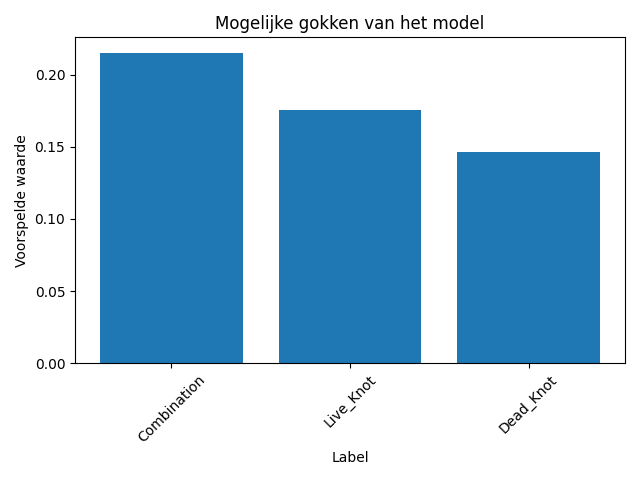 Mogelijke gokken van het model
Voorspelde waarde
0.20
0.15
0.10
0.05
0.00
Combination
Live_Knot
Dead_Knot
Label